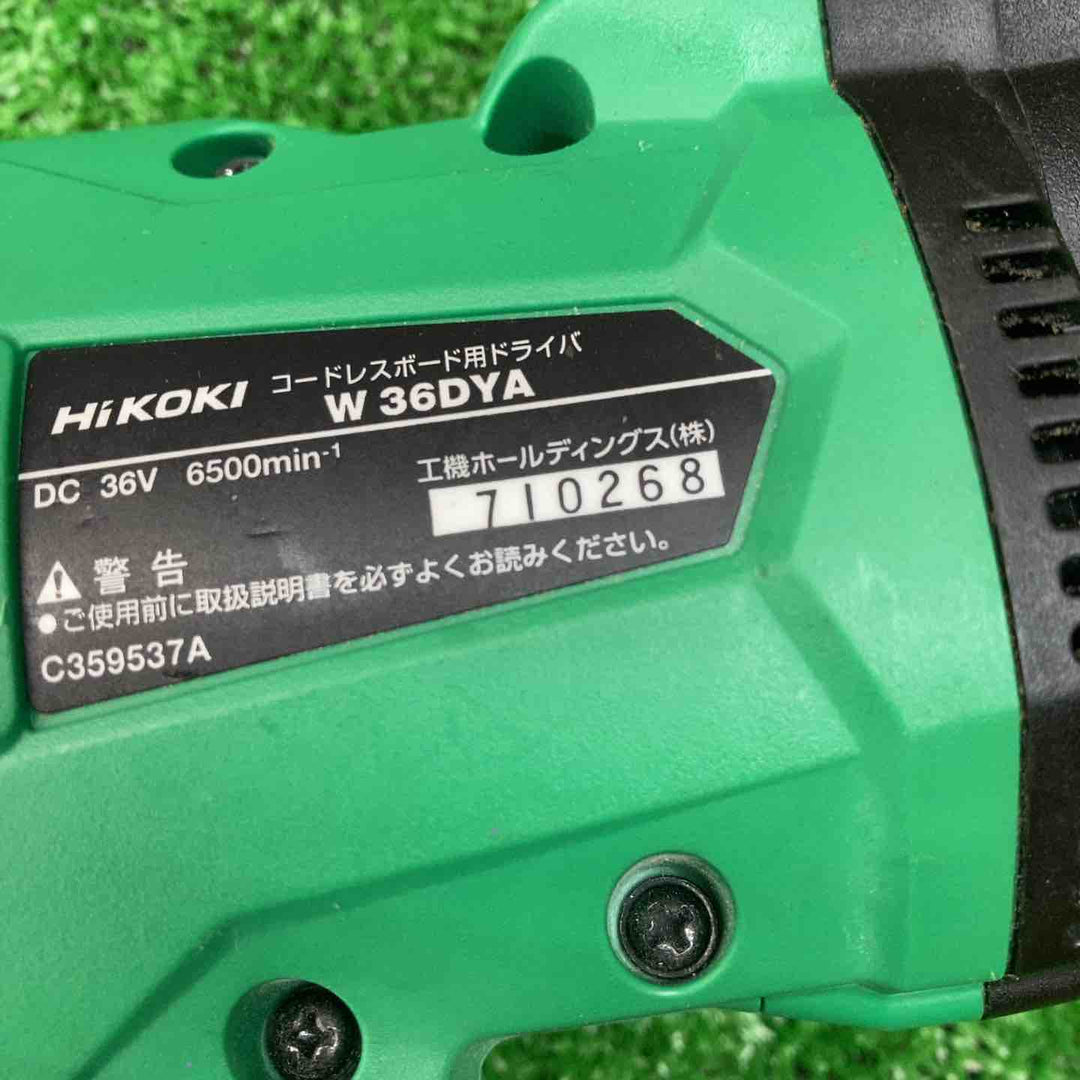 HiKOKI コードレスボード用ドライバ
W 36DYA
DC 36V 6500min-1
工機ホールディングス(株)
710268
⚠ 警告
●ご使用前に取扱説明書を必ずよくお読みください。
C359537A